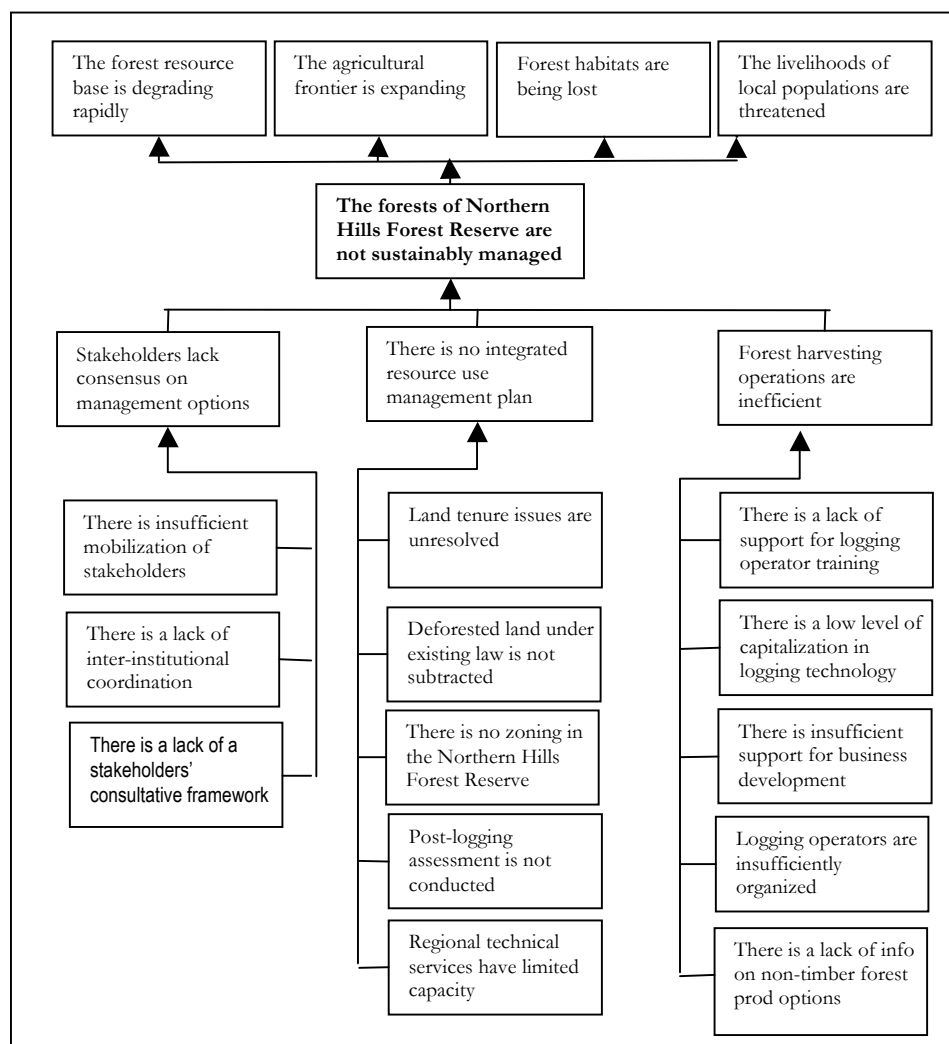 The forest resource
base is degrading
rapidly
The agricultural
frontier is expanding
Forest habitats are
being lost
The livelihoods of
local populations are
threatened
The forests of Northern
Hills Forest Reserve are
not sustainably managed
Stakeholders lack
consensus on
management options
There is no integrated
resource use
management plan
Forest harvesting
operations are
inefficient
There is insufficient
mobilization of
stakeholders
There is a lack of
inter-institutional
coordination
There is a lack of a
stakeholders’
consultative framework
Land tenure issues are
unresolved
Deforested land under
existing law is not
subtracted
There is no zoning in
the Northern Hills
Forest Reserve
Post-logging
assessment is not
conducted
Regional technical
services have limited
capacity
There is a lack of
support for logging
operator training
There is a low level of
capitalization in
logging technology
There is insufficient
support for business
development
Logging operators are
insufficiently
organized
There is a lack of info
on non-timber forest
prod options